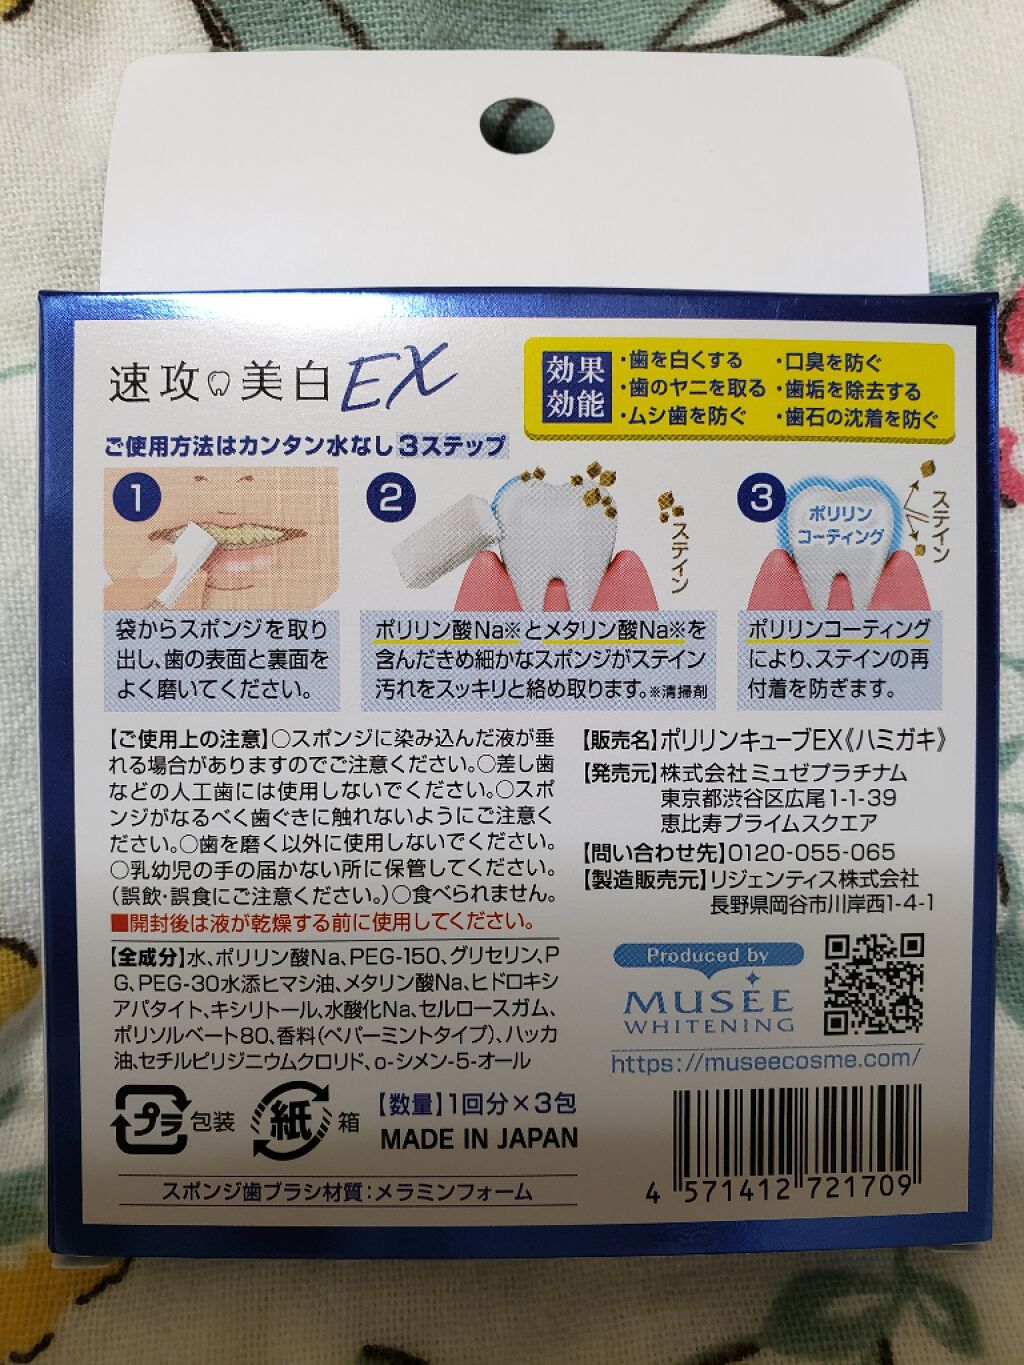 速攻美白EX
効果
効能
・歯を白くする ・口臭を防ぐ
・歯のヤニを取る ・歯垢を除去する
・ムシ歯を防ぐ ・歯石の沈着を防ぐ
ご使用方法はカンタン水なし3ステップ
1
袋からスポンジを取り
出し、歯の表面と裏面を
よく磨いてください。
2
ステイン
ポリリン酸Na※とメタリン酸Na※を
含んだきめ細かなスポンジがステイン
汚れをスッキリと絡め取ります。※清掃剤
3
ポリリン
コーティング
ステイン
ポリリンコーティング
により、ステインの再
付着を防ぎます。
【ご使用上の注意】○スポンジに染み込んだ液が垂
れる場合がありますのでご注意ください。○差し歯
などの人工歯には使用しないでください。○スポ
ンジがなるべく歯ぐきに触れないようにご注意く
ださい。○歯を磨く以外に使用しないでください。
○乳幼児の手の届かない所に保管してください。
(誤飲・誤食にご注意ください。)○食べられません。
■開封後は液が乾燥する前に使用してください。
【全成分】水、ポリリン酸Na、PEG-150、グリセリン、P
G、PEG-30水添ヒマシ油、メタリン酸Na、ヒドロキシ
アパタイト、キシリトール、水酸化Na、セルロースガム、
ポリソルベート80、香料(ペパーミントタイプ)、ハッカ
油、セチルピリジニウムクロリド、o-シメン-5-オール
プラ 包装 紙 箱
【数量】1回分×3包
MADE IN JAPAN
スポンジ歯ブラシ材質:メラミンフォーム
【販売名】ポリリンキューブEX《ハミガキ》
【発売元】株式会社ミュゼプラチナム
東京都渋谷区広尾1-1-39
恵比寿プライムスクエア
【問い合わせ先】0120-055-065
【製造販売元】リジェンティス株式会社
長野県岡谷市川岸西1-4-1
Produced by
MUSEE
WHITENING
https://museecosme.com/
4 571412 721709